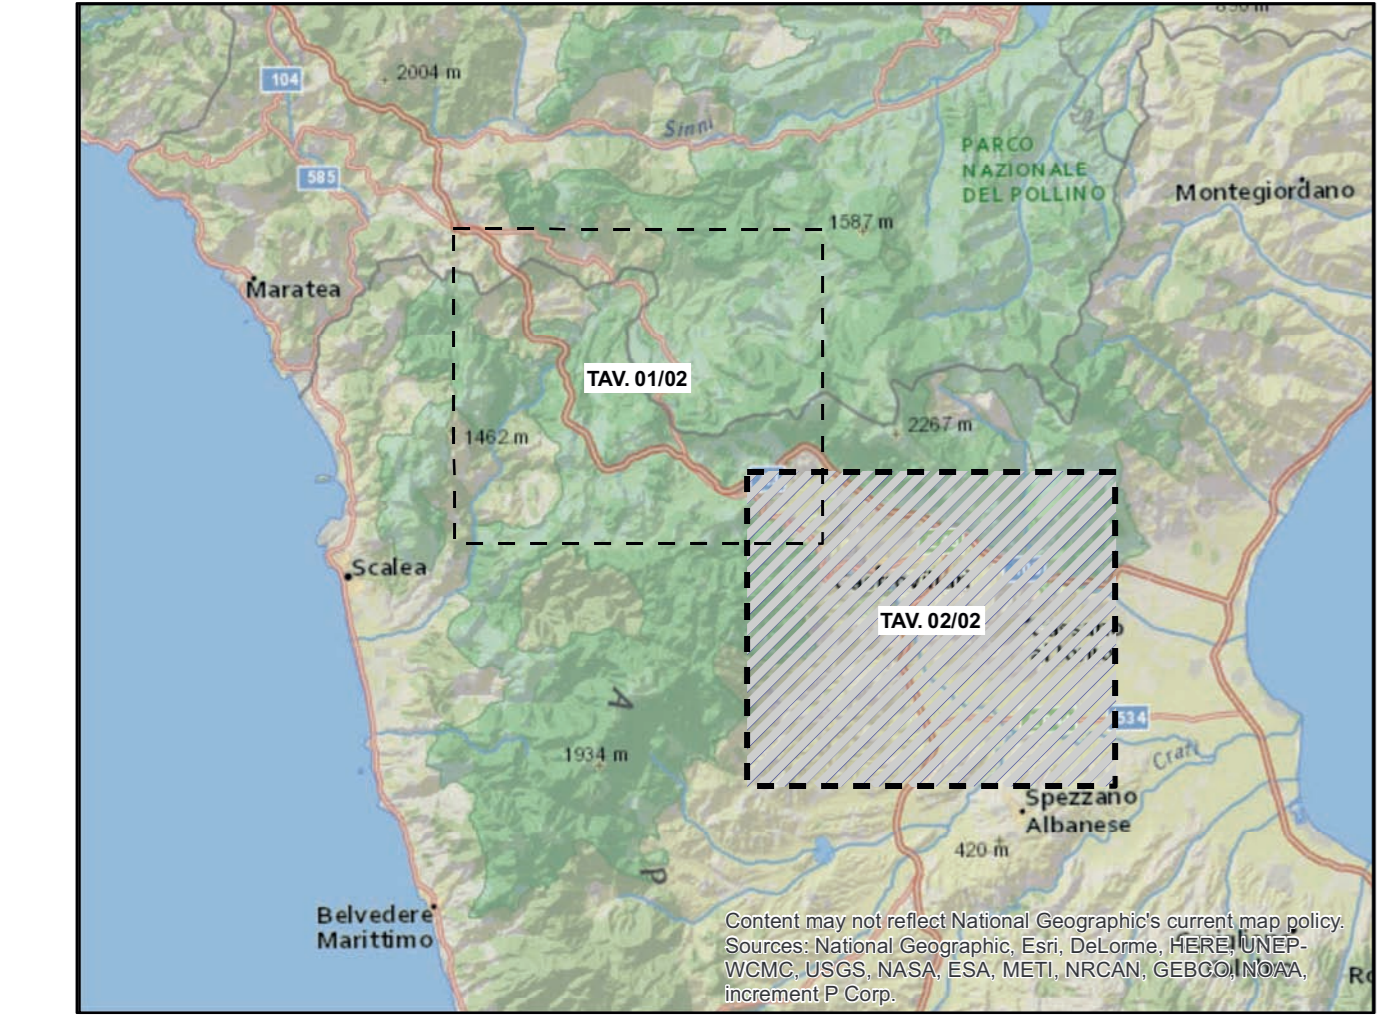 104
2004 m
Sinni
585
PARCO
NAZIONALE
DEL POLLINO
Montegiordano
1587 m
Maratea
TAV. 01/02
1462 m
2267 m
Scalea
TAV. 02/02
534
A
1934 m
Crati
Spezzano
Albanese
420 m
P
Belvedere
Marittimo
Content may not reflect National Geographic's current map policy.
Sources: National Geographic, Esri, DeLorme, HERE, UNEP-
WCMC, USGS, NASA, ESA, METI, NRCAN, GEBCO, NOAA,
increment P Corp.